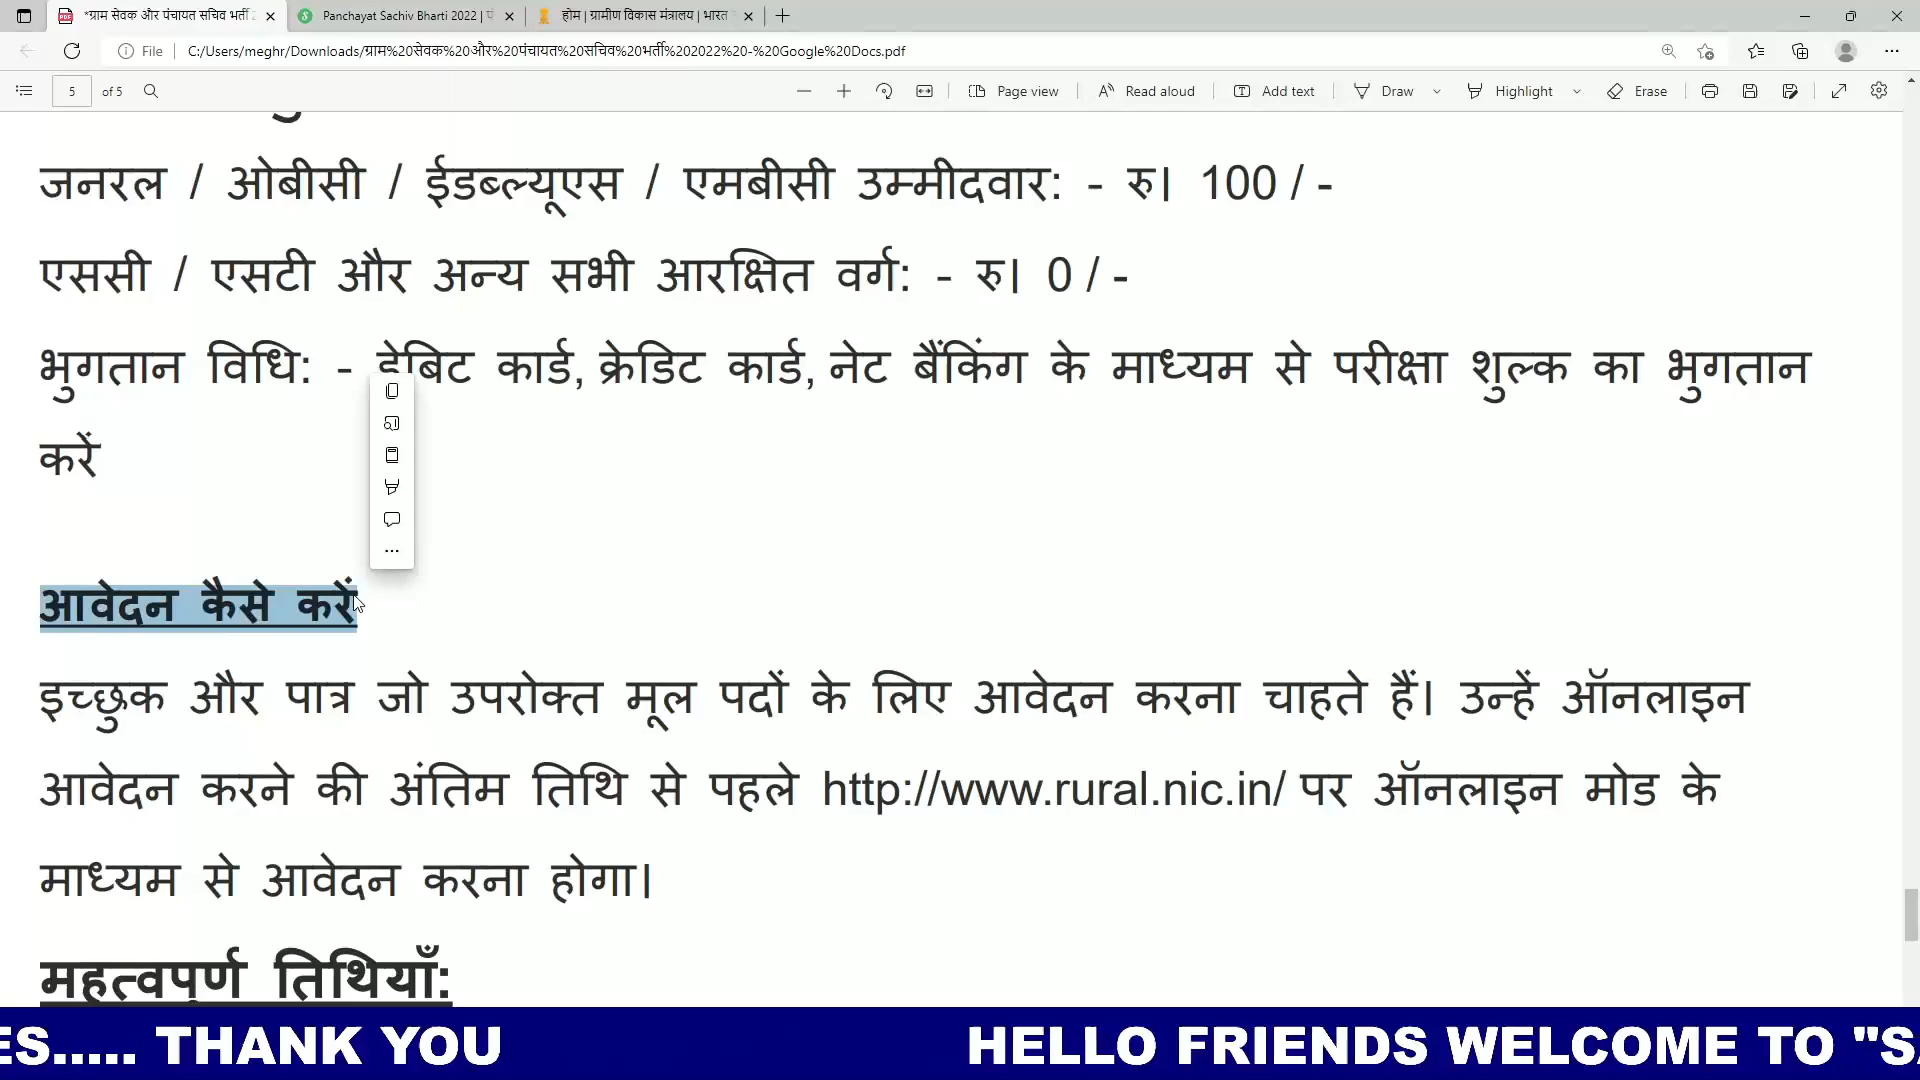 *ग्राम सेवक और पंचायत सचिव भर्ती 2
Panchayat Sachiv Bharti 2022 | पं
होम | ग्रामीण विकास मंत्रालय | भारत
File
C:/Users/meghr/Downloads/ग्राम%20सेवक%20और%20पंचायत%20सचिव%20भर्ती%202022%20-%20Google%20Docs.pdf
5 of 5
Page view
Read aloud
Add text
Draw
Highlight
Erase
जनरल / ओबीसी / ईडब्ल्यूएस / एमबीसी उम्मीदवार: - रु। 100 / -
एससी / एसटी और अन्य सभी आरक्षित वर्ग: - रु। 0 / -
भुगतान विधि: - डेबिट कार्ड, क्रेडिट कार्ड, नेट बैंकिंग के माध्यम से परीक्षा शुल्क का भुगतान
करें
आवेदन कैसे करें
इच्छुक और पात्र जो उपरोक्त मूल पदों के लिए आवेदन करना चाहते हैं। उन्हें ऑनलाइन
आवेदन करने की अंतिम तिथि से पहले http://www.rural.nic.in/ पर ऑनलाइन मोड के
माध्यम से आवेदन करना होगा।
महत्वपूर्ण तिथियाँ:
ES..... THANK YOU HELLO FRIENDS WELCOME TO "SA